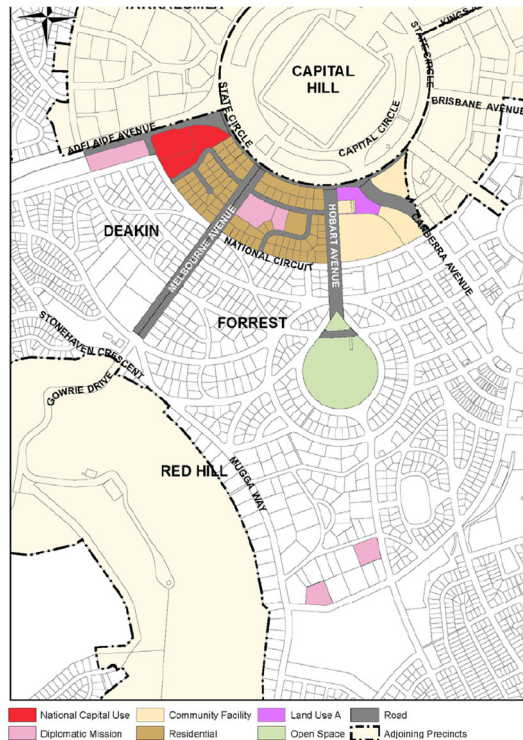 YARRALUMLA
KINGS A
STATE CIRCLE
CAPITAL
HILL
STATE CIRCLE
BRISBANE AVENUE
ADELAIDE AVENUE
CAPITAL CIRCLE
DEAKIN
MELBOURNE AVENUE
HOBART AVENUE
CANBERRA AVENUE
NATIONAL CIRCUIT
STONEHAVEN CRESCENT
FORREST
GOWRIE DRIVE
RED HILL
MUGGA WAY
National Capital Use
Community Facility
Land Use A
Road
Diplomatic Mission
Residential
Open Space
Adjoining Precincts